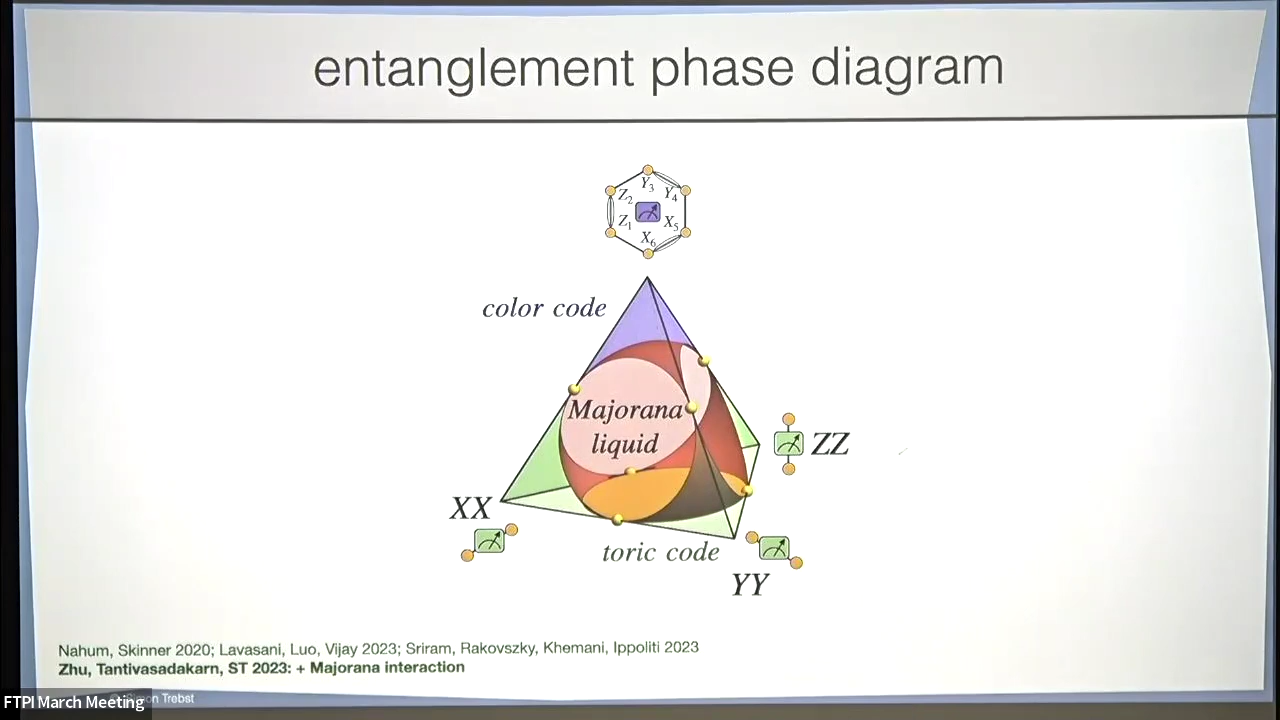 entanglement phase diagram
Y3
Z2 Y4
Z1 X5
X6
color code
Majorana
liquid
ZZ
XX
toric code
YY
Nahum, Skinner 2020; Lavasani, Luo, Vijay 2023; Sriram, Rakovszky, Khemani, Ippoliti 2023
Zhu, Tantivasadakarn, ST 2023: + Majorana interaction
Simon Trebst
FTPI March Meeting